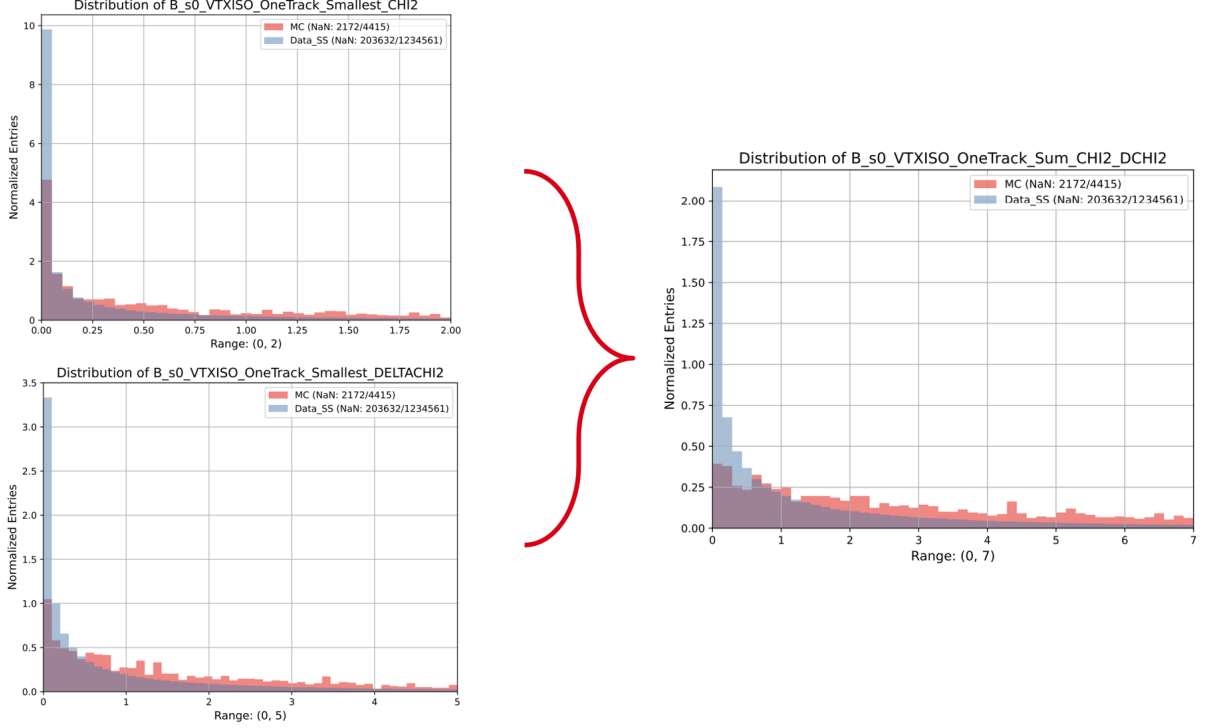 Distribution of B_s0_VTXISO_OneTrack_Smallest_CHI2
10
8
6
4
2
0
Normalized Entries
MC (NaN: 2172/4415)
Data_SS (NaN: 203632/1234561)
0.00 0.25 0.50 0.75 1.00 1.25 1.50 1.75 2.00
Range: (0, 2)
Distribution of B_s0_VTXISO_OneTrack_Smallest_DELTACHI2
3.5
3.0
2.5
2.0
1.5
1.0
0.5
0.0
Normalized Entries
MC (NaN: 2172/4415)
Data_SS (NaN: 203632/1234561)
0 1 2 3 4 5
Range: (0, 5)
Distribution of B_s0_VTXISO_OneTrack_Sum_CHI2_DCHI2
2.00
1.75
1.50
1.25
1.00
0.75
0.50
0.25
0.00
Normalized Entries
MC (NaN: 2172/4415)
Data_SS (NaN: 203632/1234561)
0 1 2 3 4 5 6 7
Range: (0, 7)